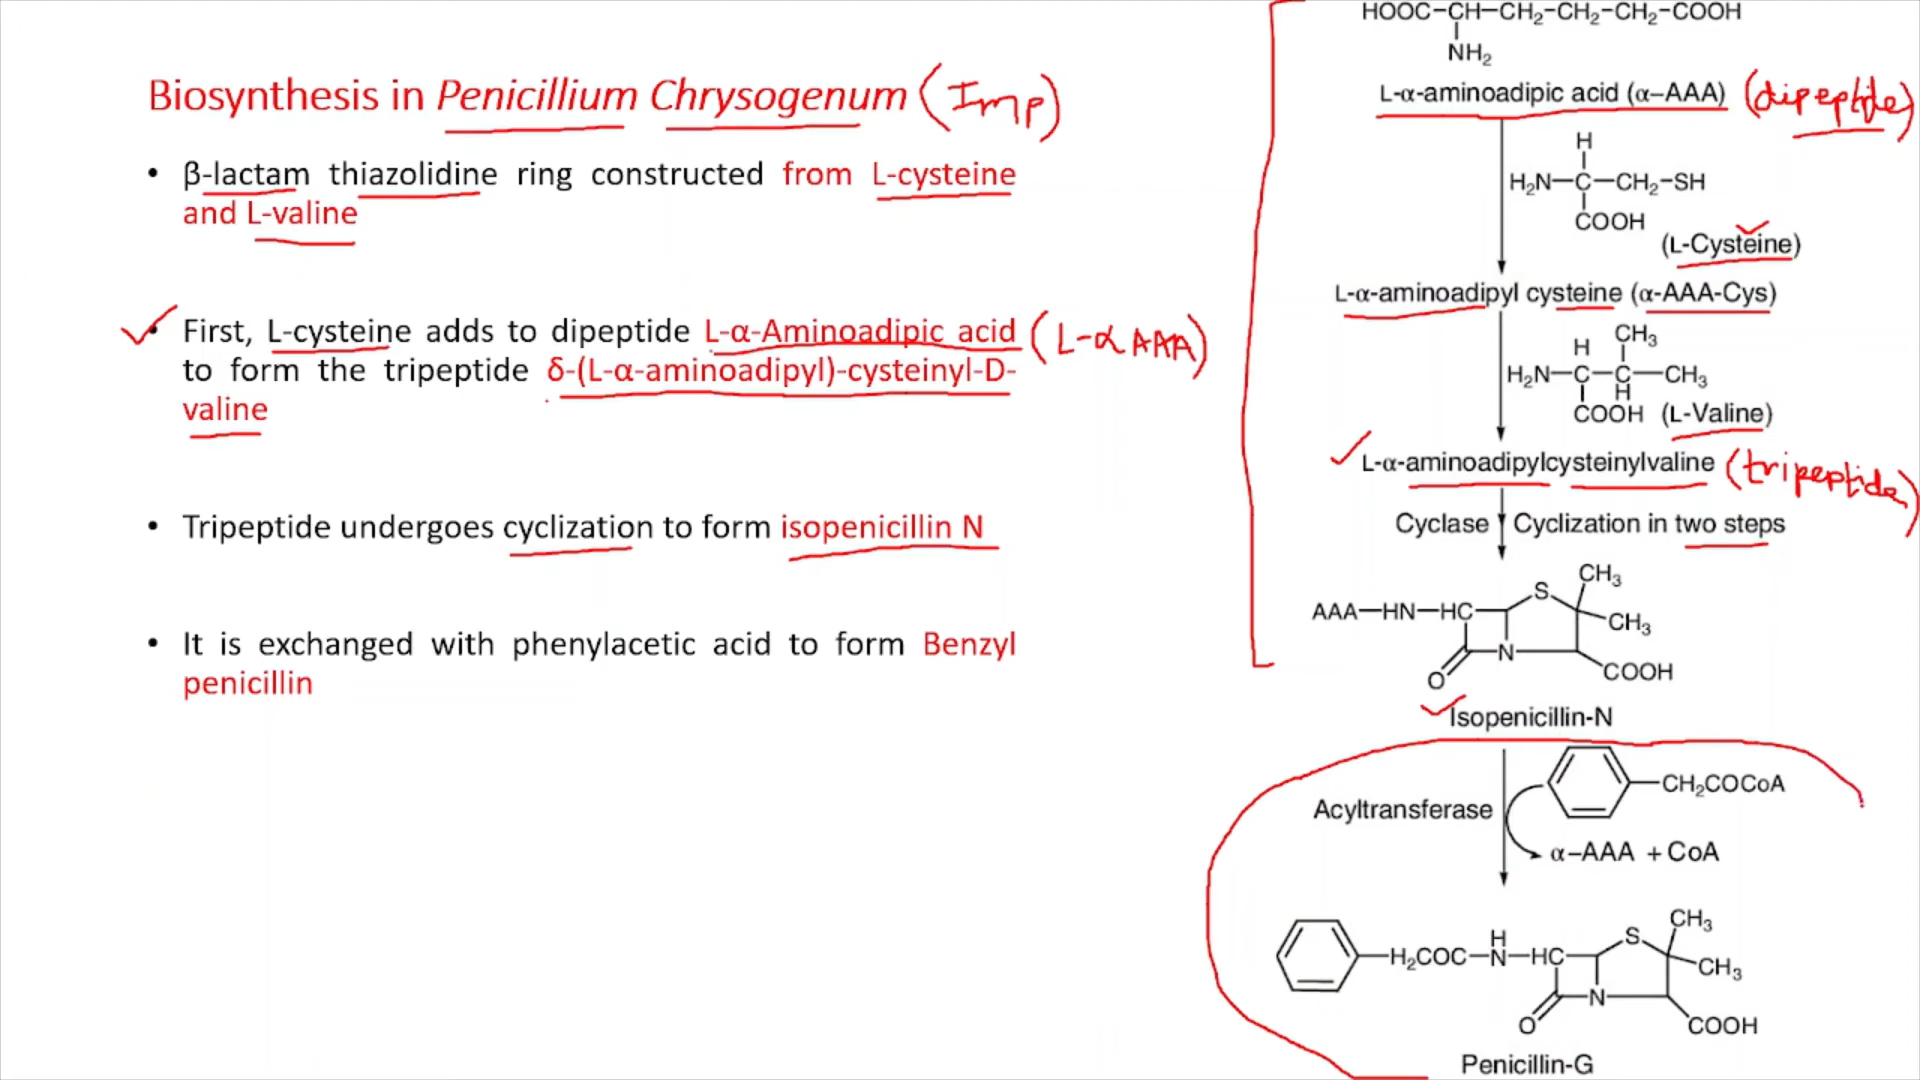 Biosynthesis in Penicillium Chrysogenum (Imp)
• β-lactam thiazolidine ring constructed from L-cysteine
and L-valine
• First, L-cysteine adds to dipeptide L-α-Aminoadipic acid (L-α AAA)
to form the tripeptide δ-(L-α-aminoadipyl)-cysteinyl-D-
valine
• Tripeptide undergoes cyclization to form isopenicillin N
• It is exchanged with phenylacetic acid to form Benzyl
penicillin
HOOC–CH–CH₂–CH₂–CH₂–COOH
NH₂
L-α-aminoadipic acid (α–AAA) (dipeptide)
H
H₂N–C–CH₂–SH
COOH
(L-Cysteine)
L-α-aminoadipyl cysteine (α-AAA-Cys)
CH₃
H
H₂N–C–C–CH₃
H
COOH (L-Valine)
L-α-aminoadipylcysteinylvaline (tripeptide)
Cyclase Cyclization in two steps
CH₃
S
AAA–HN–HC CH₃
N
O COOH
Isopenicillin-N
CH₂COCoA
Acyltransferase
α–AAA + CoA
CH₃
H S
H₂COC–N–HC CH₃
N
O COOH
Penicillin-G